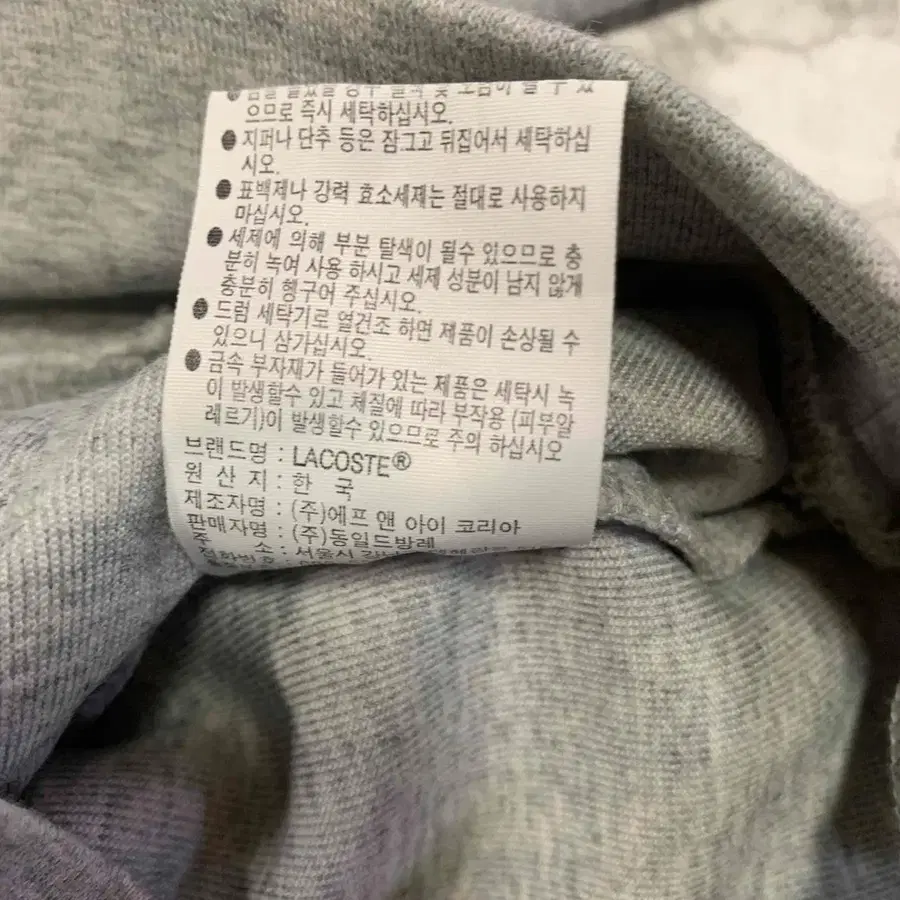 으므로 즉시 세탁하십시오.
● 지퍼나 단추 등은 잠그고 뒤집어서 세탁하십
시오.
● 표백제나 강력 효소세제는 절대로 사용하지
마십시오.
● 세제에 의해 부분 탈색이 될수 있으므로 충
분히 녹여 사용 하시고 세제 성분이 남지 않게
충분히 헹구어 주십시오.
● 드럼 세탁기로 열건조 하면 제품이 손상될 수
있으니 삼가십시오.
● 금속 부자재가 들어가 있는 제품은 세탁시 녹
이 발생할수 있고 체질에 따라 부작용 (피부알
레르기)이 발생할수 있으므로 주의 하십시오
브랜드명 : LACOSTE®
원 산 지 : 한 국
제조자명 : (주)에프 앤 아이 코리아
판매자명 : (주)동일드방레
주 소 : 서울시
전화번호